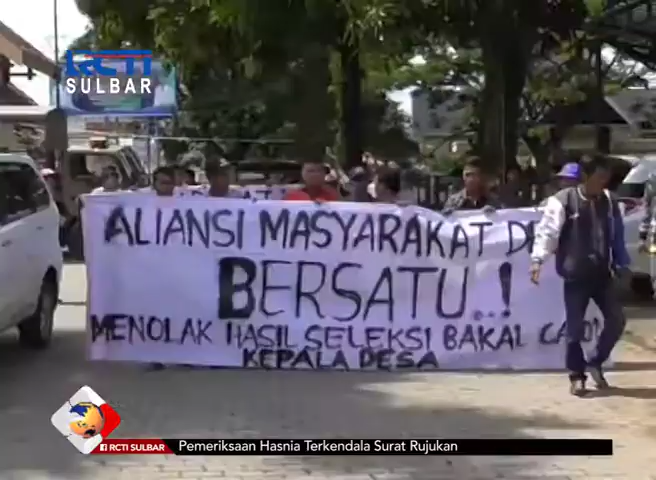 RCTI
SULBAR
ALIANSI MASYARAKAT
BERSATU..!
MENOLAK HASIL SELEKSI BAKAL
KEPALA DESA
RCTI SULBAR
Pemeriksaan Hasnia Terkendala Surat Rujukan